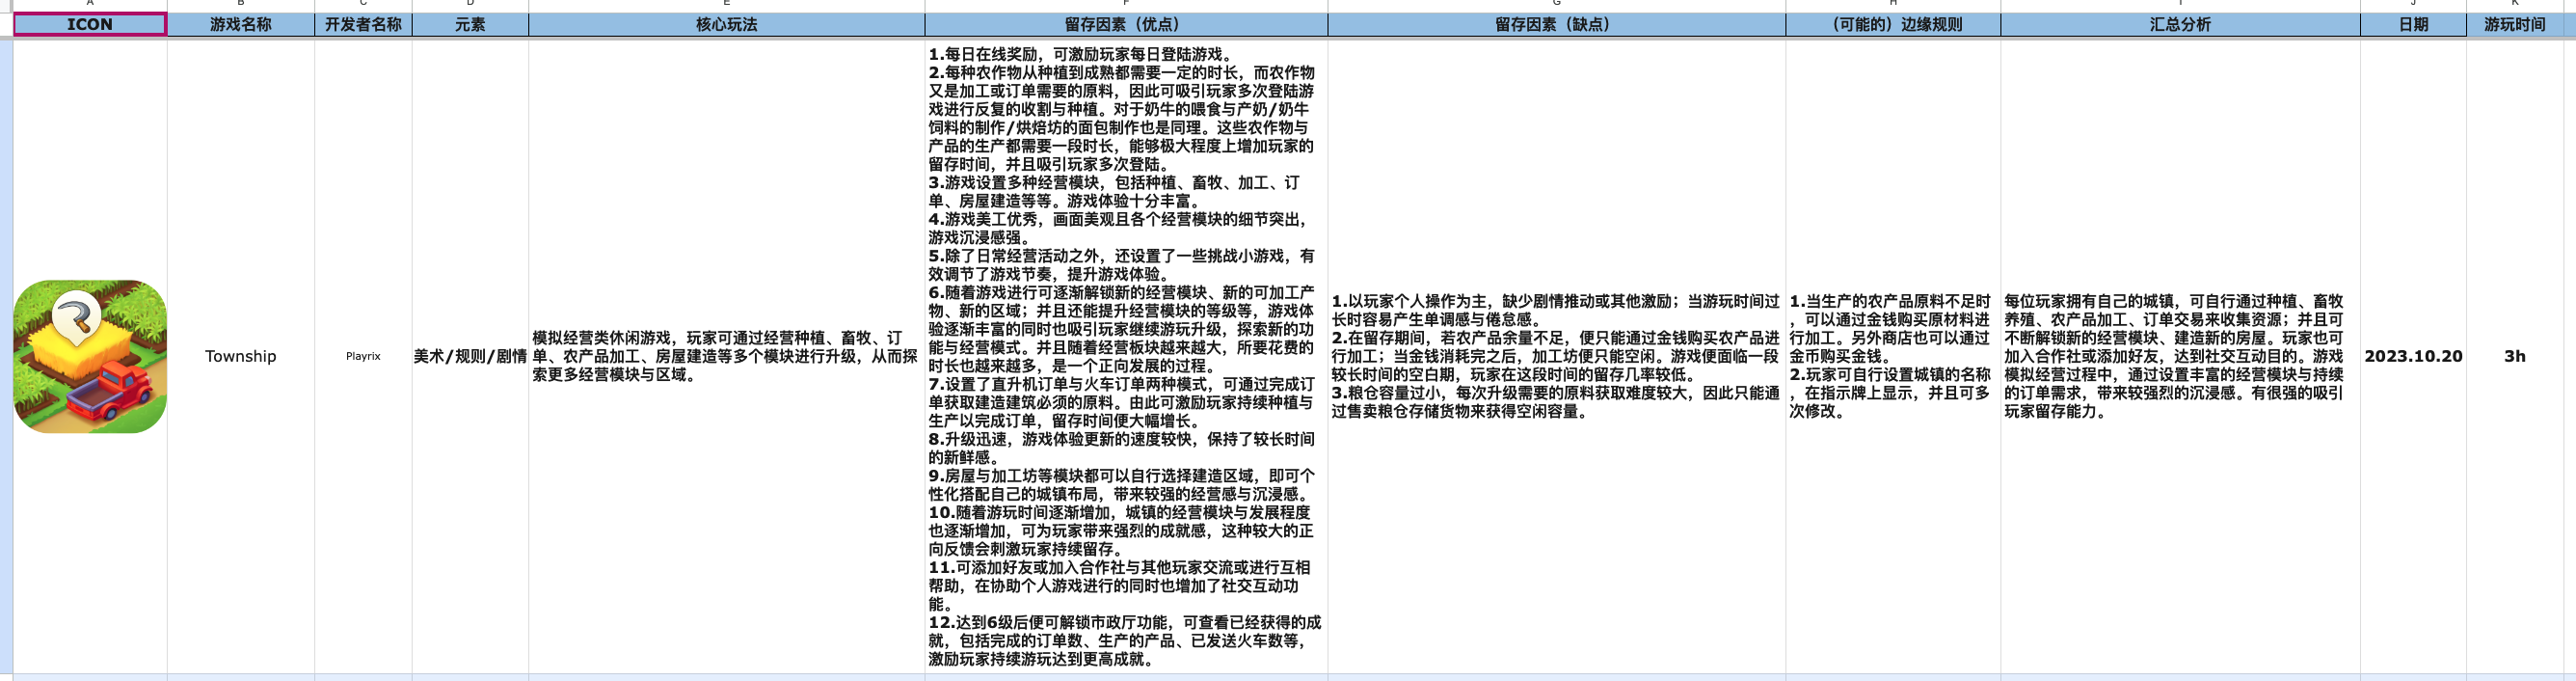 A B C D E F G H I J K
ICON 游戏名称 开发者名称 元素 核心玩法 留存因素（优点） 留存因素（缺点） （可能的）边缘规则 汇总分析 日期 游玩时间
Township
Playrix
美术/规则/剧情
模拟经营类休闲游戏，玩家可通过经营种植、畜牧、订
单、农产品加工、房屋建造等多个模块进行升级，从而探
索更多经营模块与区域。
1.每日在线奖励，可激励玩家每日登陆游戏。
2.每种农作物从种植到成熟都需要一定的时长，而农作物
又是加工或订单需要的原料，因此可吸引玩家多次登陆游
戏进行反复的收割与种植。对于奶牛的喂食与产奶/奶牛
饲料的制作/烘焙坊的面包制作也是同理。这些农作物与
产品的生产都需要一段时长，能够极大程度上增加玩家的
留存时间，并且吸引玩家多次登陆。
3.游戏设置多种经营模块，包括种植、畜牧、加工、订
单、房屋建造等等。游戏体验十分丰富。
4.游戏美工优秀，画面美观且各个经营模块的细节突出，
游戏沉浸感强。
5.除了日常经营活动之外，还设置了一些挑战小游戏，有
效调节了游戏节奏，提升游戏体验。
6.随着游戏进行可逐渐解锁新的经营模块、新的可加工产
物、新的区域；并且还能提升经营模块的等级等，游戏体
验逐渐丰富的同时也吸引玩家继续游玩升级，探索新的功
能与经营模式。并且随着经营板块越来越大，所要花费的
时长也越来越多，是一个正向发展的过程。
7.设置了直升机订单与火车订单两种模式，可通过完成订
单获取建造建筑必须的原料。由此可激励玩家持续种植与
生产以完成订单，留存时间便大幅增长。
8.升级迅速，游戏体验更新的速度较快，保持了较长时间
的新鲜感。
9.房屋与加工坊等模块都可以自行选择建造区域，即可个
性化搭配自己的城镇布局，带来较强的经营感与沉浸感。
10.随着游玩时间逐渐增加，城镇的经营模块与发展程度
也逐渐增加，可为玩家带来强烈的成就感，这种较大的正
向反馈会刺激玩家持续留存。
11.可添加好友或加入合作社与其他玩家交流或进行互相
帮助，在协助个人游戏进行的同时也增加了社交互动功
能。
12.达到6级后便可解锁市政厅功能，可查看已经获得的成
就，包括完成的订单数、生产的产品、已发送火车数等，
激励玩家持续游玩达到更高成就。
1.以玩家个人操作为主，缺少剧情推动或其他激励；当游玩时间过
长时容易产生单调感与倦怠感。
2.在留存期间，若农产品余量不足，便只能通过金钱购买农产品进
行加工；当金钱消耗完之后，加工坊便只能空闲。游戏便面临一段
较长时间的空白期，玩家在这段时间的留存几率较低。
3.粮仓容量过小，每次升级需要的原料获取难度较大，因此只能通
过售卖粮仓存储货物来获得空闲容量。
1.当生产的农产品原料不足时
，可以通过金钱购买原材料进
行加工。另外商店也可以通过
金币购买金钱。
2.玩家可自行设置城镇的名称
，在指示牌上显示，并且可多
次修改。
每位玩家拥有自己的城镇，可自行通过种植、畜牧
养殖、农产品加工、订单交易来收集资源；并且可
不断解锁新的经营模块、建造新的房屋。玩家也可
加入合作社或添加好友，达到社交互动目的。游戏
模拟经营过程中，通过设置丰富的经营模块与持续
的订单需求，带来较强烈的沉浸感。有很强的吸引
玩家留存能力。
2023.10.20
3h